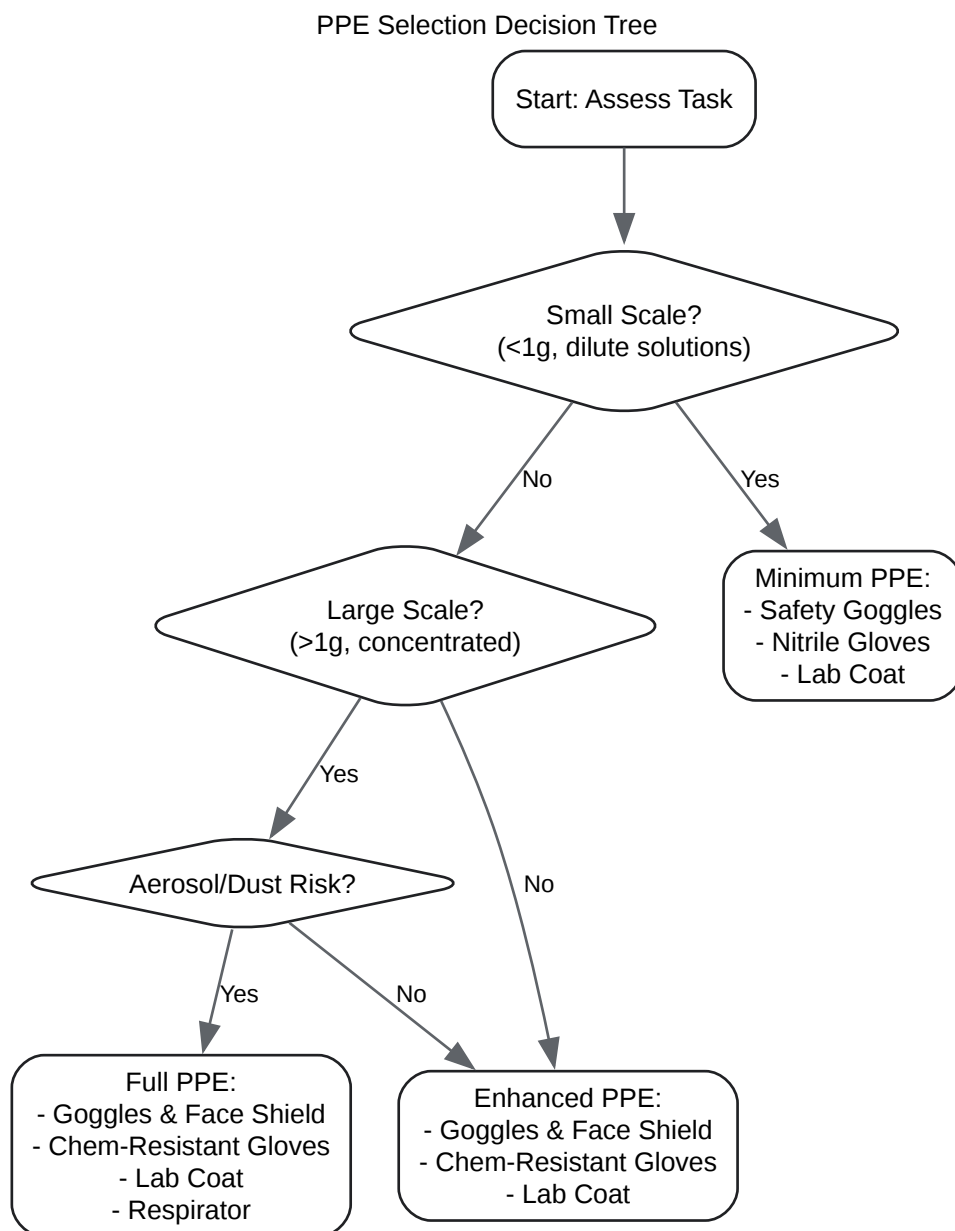 PPE Selection Decision Tree
Start: Assess Task
Small Scale?
(<1g, dilute solutions)
No
Yes
Large Scale?
(>1g, concentrated)
Minimum PPE:
- Safety Goggles
- Nitrile Gloves
- Lab Coat
Yes
No
Aerosol/Dust Risk?
Yes
No
Full PPE:
- Goggles & Face Shield
- Chem-Resistant Gloves
- Lab Coat
- Respirator
Enhanced PPE:
- Goggles & Face Shield
- Chem-Resistant Gloves
- Lab Coat